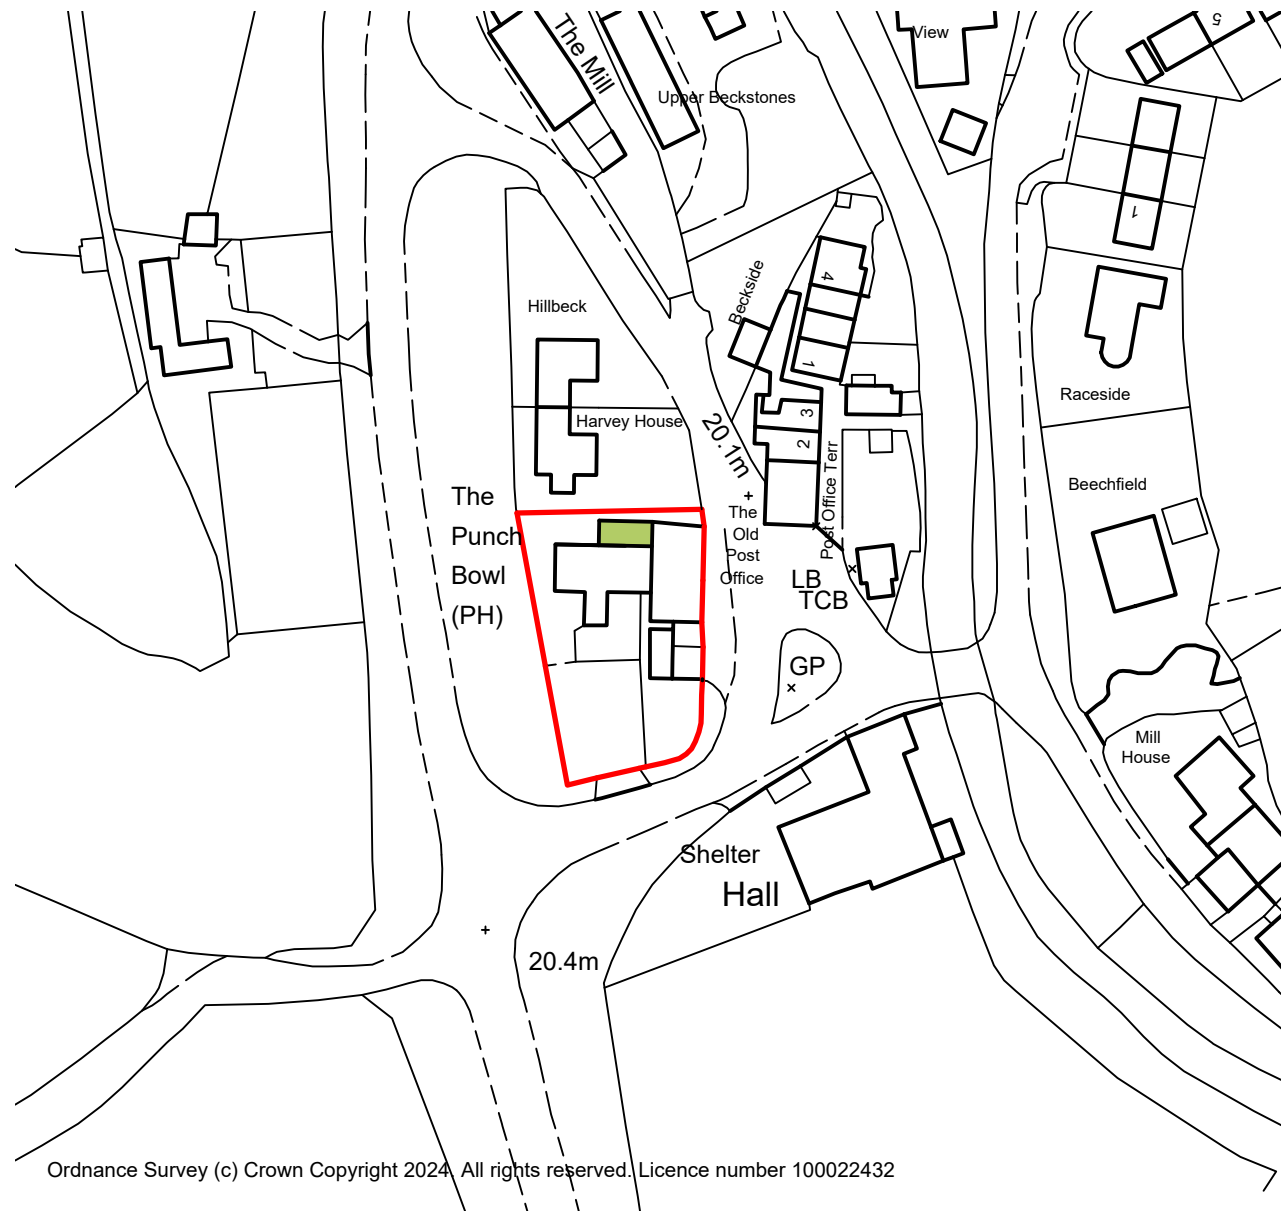 The Mill
View
5
Upper Beckstones
1
Beckside
4
1
Hillbeck
Harvey House
20.1m
3
2
Post Office Terr
Raceside
Beechfield
The
Punch
Bowl
(PH)
The
Old
Post
Office
LB
TCB
GP
Mill
House
Shelter
Hall
20.4m
Ordnance Survey (c) Crown Copyright 2024. All rights reserved. Licence number 100022432